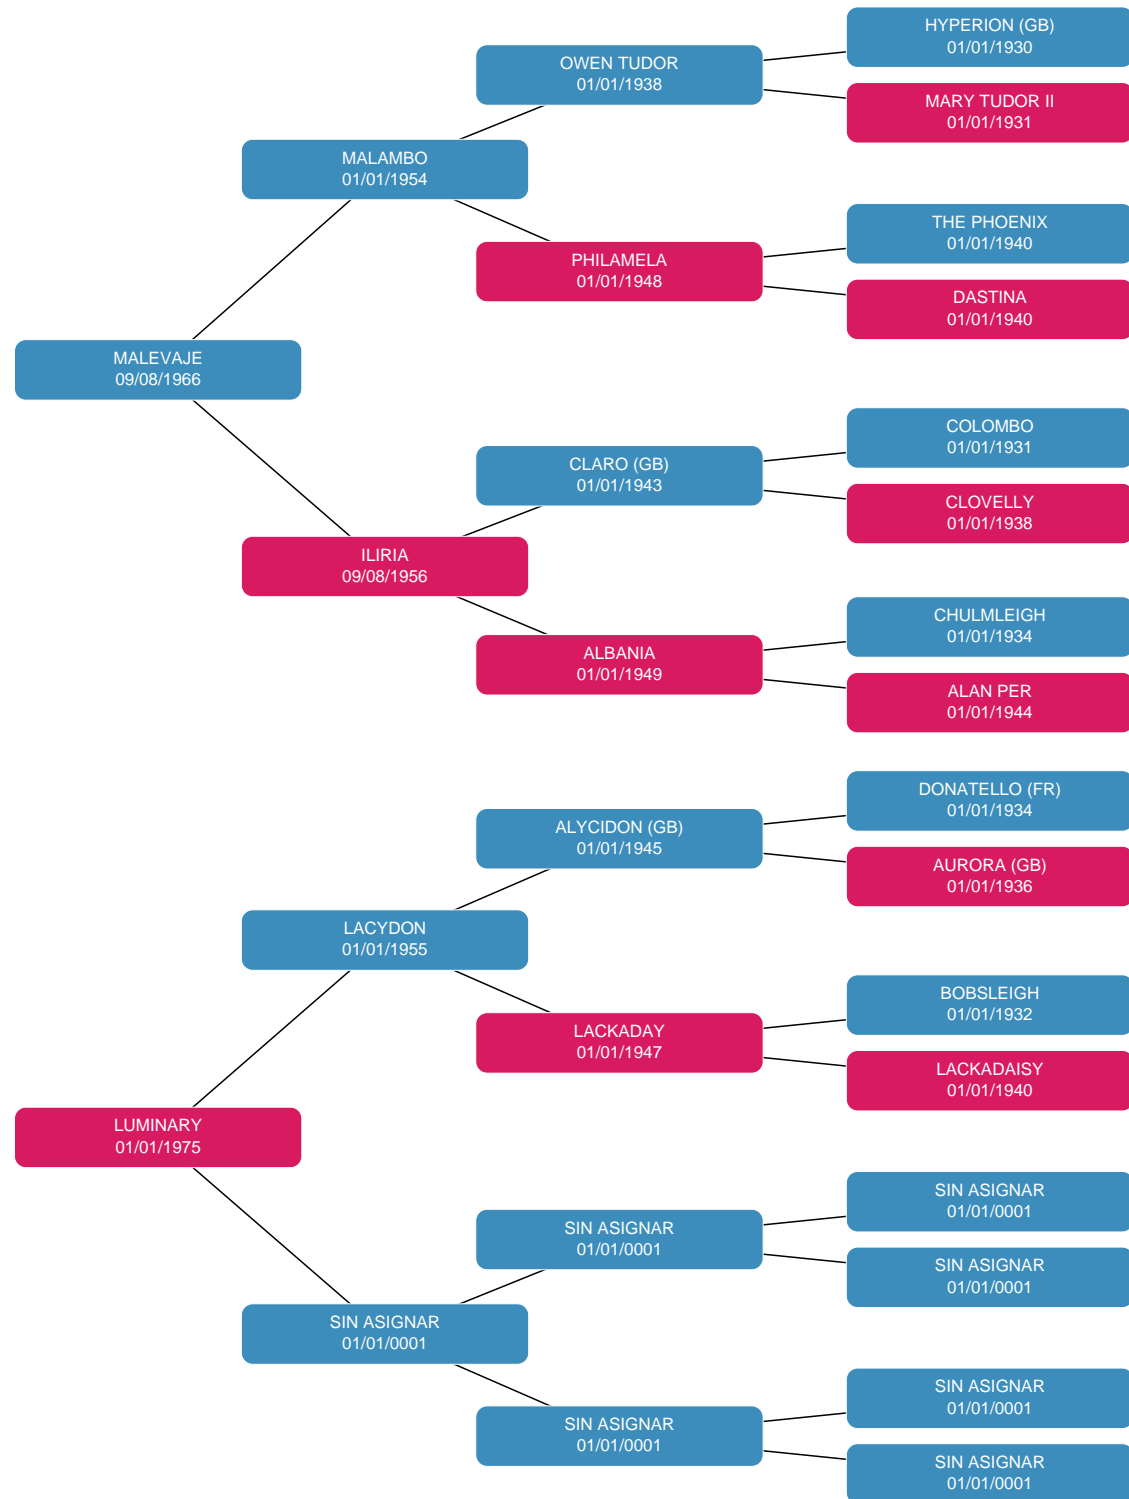 HYPERION (GB)
01/01/1930
OWEN TUDOR
01/01/1938
MARY TUDOR II
01/01/1931
MALAMBO
01/01/1954
THE PHOENIX
01/01/1940
PHILAMELA
01/01/1948
DASTINA
01/01/1940
MALEVAJE
09/08/1966
COLOMBO
01/01/1931
CLARO (GB)
01/01/1943
CLOVELLY
01/01/1938
ILIRIA
09/08/1956
CHULMLEIGH
01/01/1934
ALBANIA
01/01/1949
ALAN PER
01/01/1944
DONATELLO (FR)
01/01/1934
ALYCIDON (GB)
01/01/1945
AURORA (GB)
01/01/1936
LACYDON
01/01/1955
BOBSLEIGH
01/01/1932
LACKADAY
01/01/1947
LACKADAISY
01/01/1940
LUMINARY
01/01/1975
SIN ASIGNAR
01/01/0001
SIN ASIGNAR
01/01/0001
SIN ASIGNAR
01/01/0001
SIN ASIGNAR
01/01/0001
SIN ASIGNAR
01/01/0001
SIN ASIGNAR
01/01/0001
SIN ASIGNAR
01/01/0001